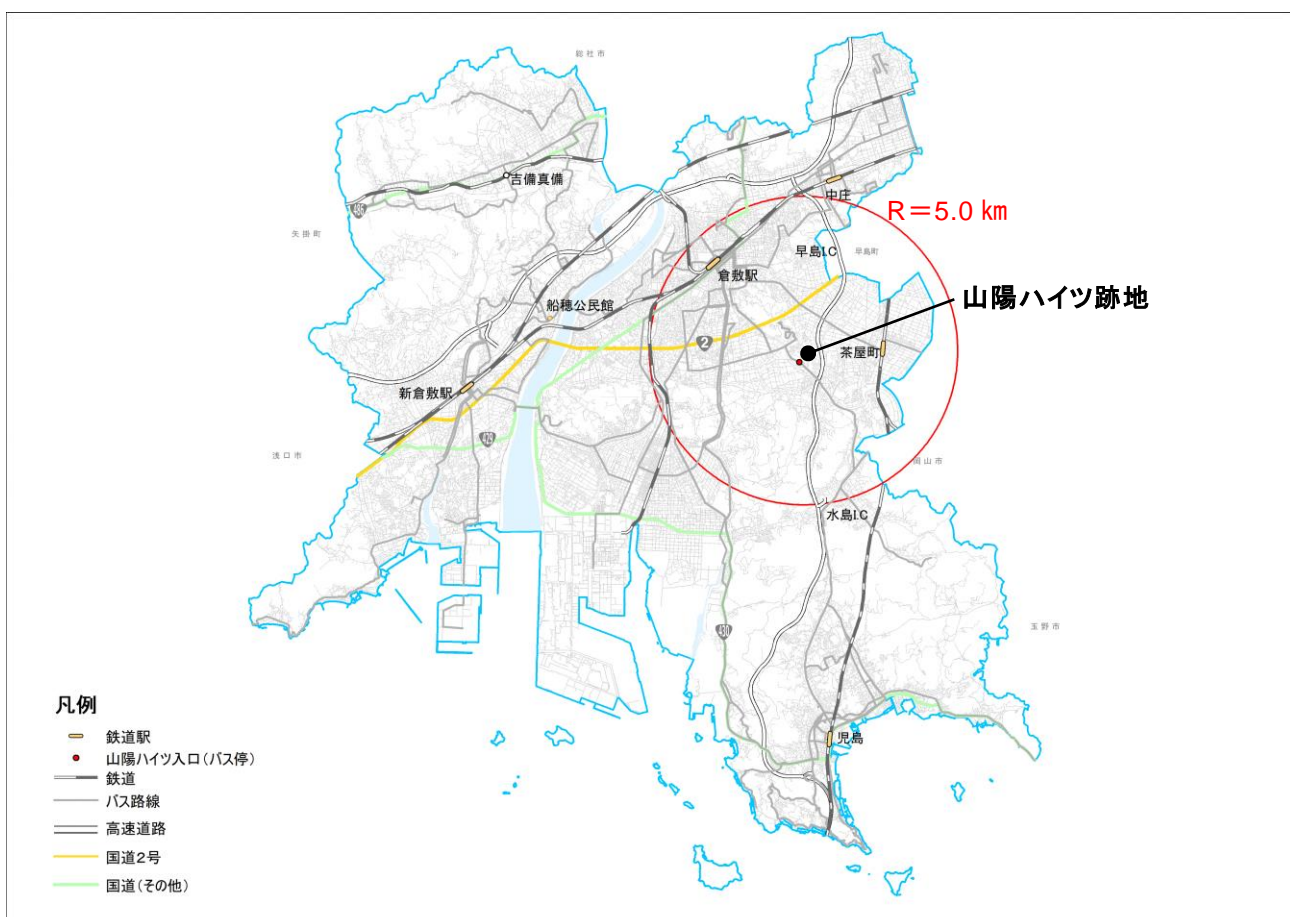 総社市
吉備真備
486
矢掛町
中庄
R=5.0 ㎞
早島I.C
早島町
倉敷駅
山陽ハイツ跡地
船穂公民館
2
茶屋町
新倉敷駅
429
浅口市
岡山市
水島I.C
430
玉野市
児島
凡例
鉄道駅
山陽ハイツ入口(バス停)
鉄道
バス路線
高速道路
国道2号
国道(その他)